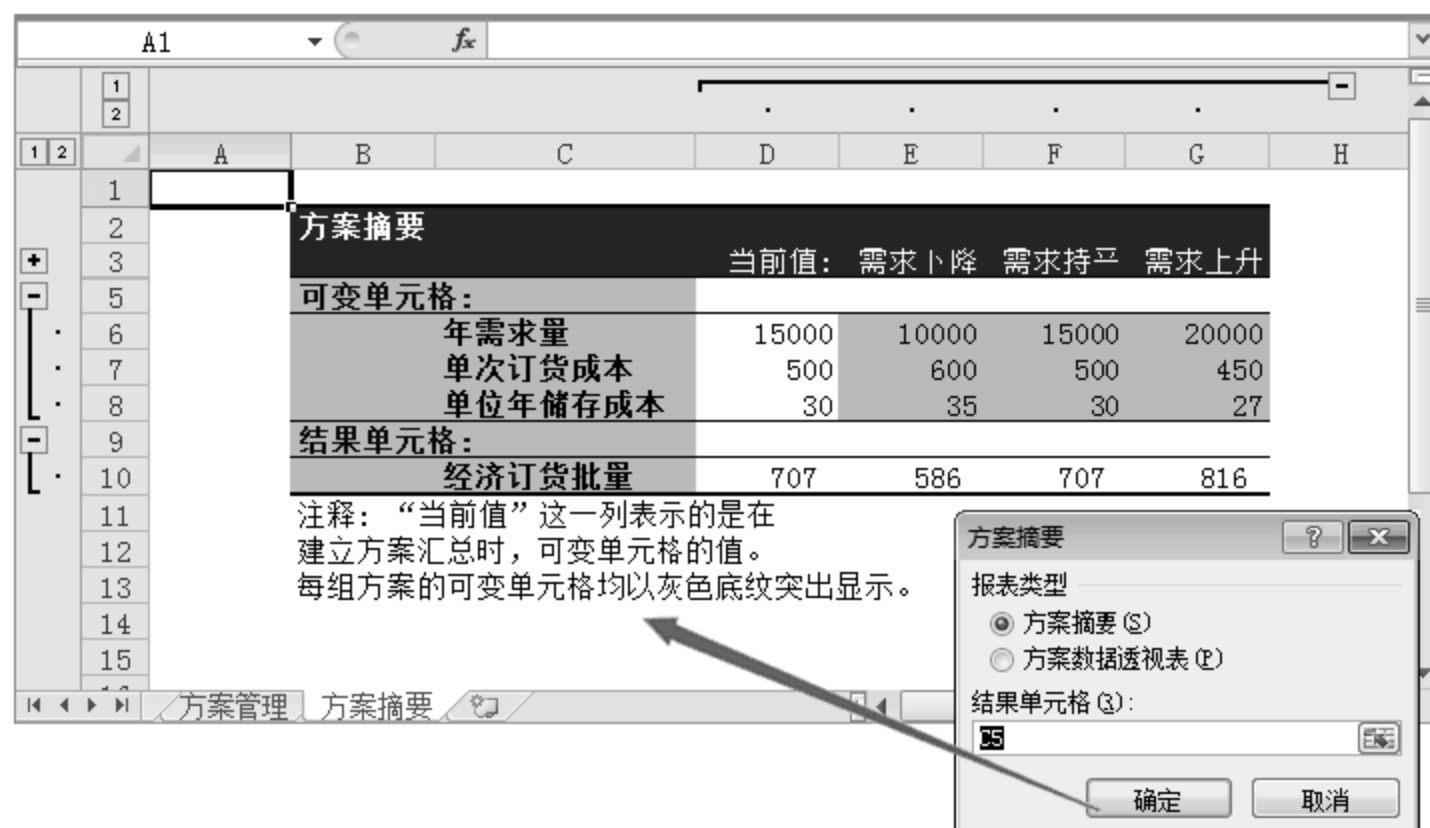 A1 fx
1
2
1 2 A B C D E F G H
1
2 方案摘要
3 当前值: 需求下降 需求持平 需求上升
5 可变单元格:
6 年需求量 15000 10000 15000 20000
7 单次订货成本 500 600 500 450
8 单位年储存成本 30 35 30 27
9 结果单元格:
10 经济订货批量 707 586 707 816
11 注释：“当前值”这一列表示的是在
12 建立方案汇总时，可变单元格的值。
13 每组方案的可变单元格均以灰色底纹突出显示。
14
15
方案管理 方案摘要
方案摘要
报表类型
方案摘要(S)
方案数据透视表(P)
结果单元格(R):
确定 取消